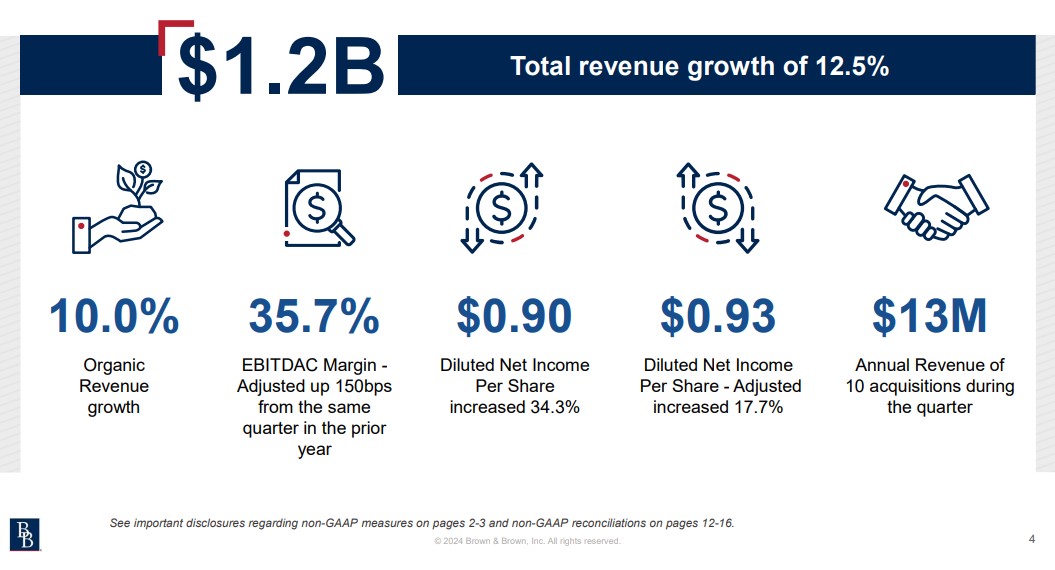 $1.2B
Total revenue growth of 12.5%
$
$
$
$
10.0%
Organic
Revenue
growth
35.7%
EBITDAC Margin -
Adjusted up 150bps
from the same
quarter in the prior
year
$0.90
Diluted Net Income
Per Share
increased 34.3%
$0.93
Diluted Net Income
Per Share - Adjusted
increased 17.7%
$13M
Annual Revenue of
10 acquisitions during
the quarter
See important disclosures regarding non-GAAP measures on pages 2-3 and non-GAAP reconciliations on pages 12-16.
BB
© 2024 Brown & Brown, Inc. All rights reserved.
4